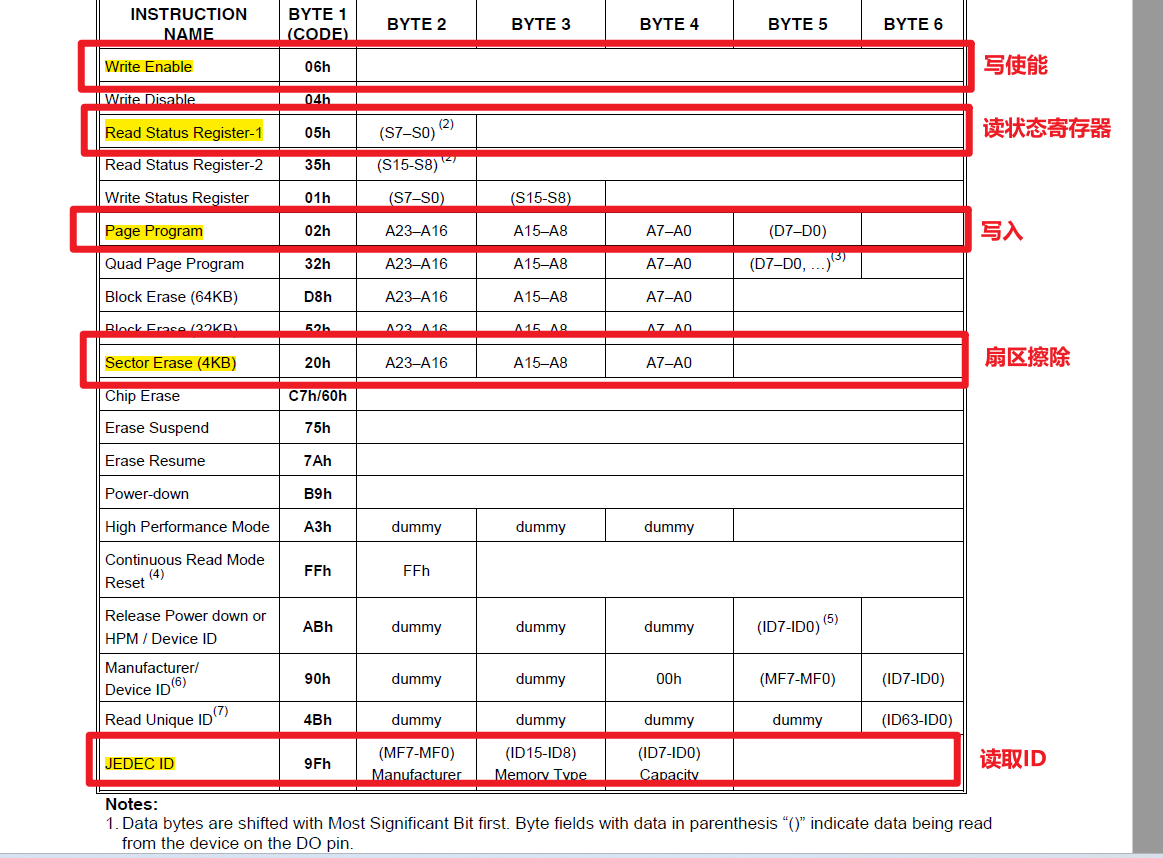 INSTRUCTION NAME BYTE 1 (CODE) BYTE 2 BYTE 3 BYTE 4 BYTE 5 BYTE 6
Write Enable 06h 写使能
Write Disable 04h
Read Status Register-1 05h (S7–S0) (2) 读状态寄存器
Read Status Register-2 35h (S15-S8) (2)
Write Status Register 01h (S7–S0) (S15-S8)
Page Program 02h A23–A16 A15–A8 A7–A0 (D7–D0) 写入
Quad Page Program 32h A23–A16 A15–A8 A7–A0 (D7–D0, …)(3)
Block Erase (64KB) D8h A23–A16 A15–A8 A7–A0
Block Erase (32KB) 52h A23–A16 A15–A8 A7–A0
Sector Erase (4KB) 20h A23–A16 A15–A8 A7–A0 扇区擦除
Chip Erase C7h/60h
Erase Suspend 75h
Erase Resume 7Ah
Power-down B9h
High Performance Mode A3h dummy dummy dummy
Continuous Read Mode Reset (4) FFh FFh
Release Power down or HPM / Device ID ABh dummy dummy dummy (ID7-ID0) (5)
Manufacturer/ Device ID(6) 90h dummy dummy 00h (MF7-MF0) (ID7-ID0)
Read Unique ID(7) 4Bh dummy dummy dummy dummy (ID63-ID0)
JEDEC ID 9Fh (MF7-MF0) Manufacturer (ID15-ID8) Memory Type (ID7-ID0) Capacity 读取ID
Notes:
1. Data bytes are shifted with Most Significant Bit first. Byte fields with data in parenthesis “()” indicate data being read
from the device on the DO pin.